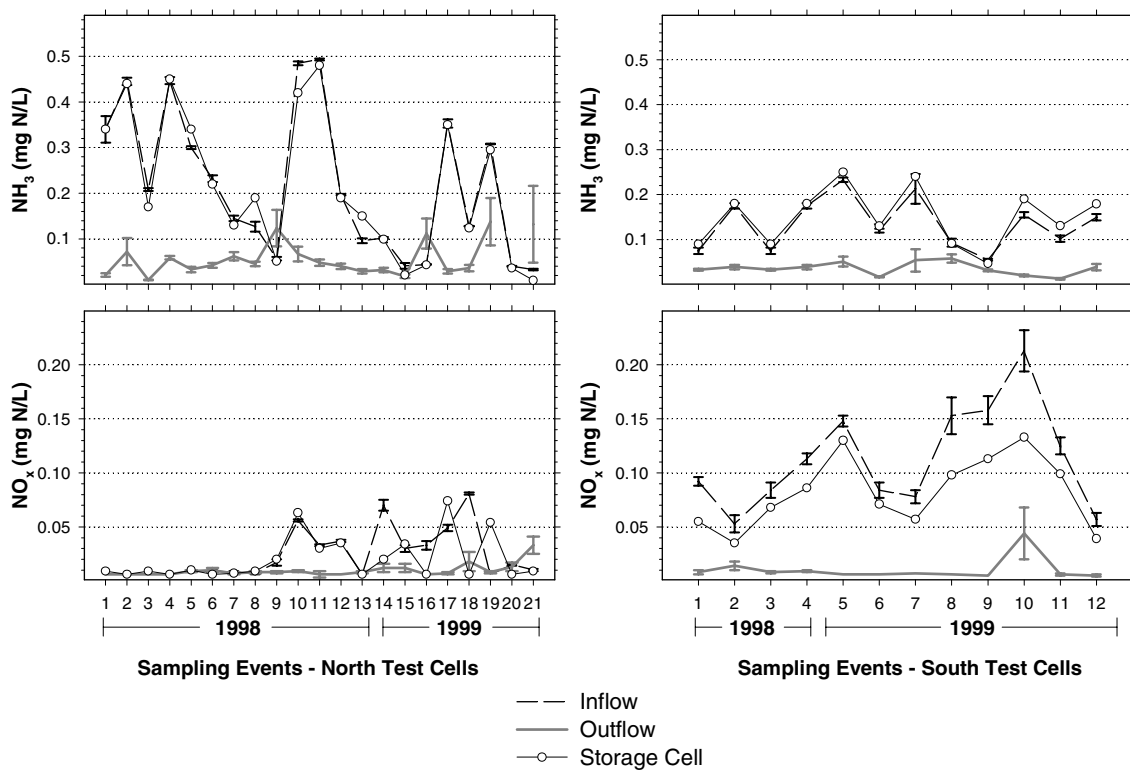 NH3 (mg N/L)
0.5
0.4
0.3
0.2
0.1
NH3 (mg N/L)
0.5
0.4
0.3
0.2
0.1
NOx (mg N/L)
0.20
0.15
0.10
0.05
1 2 3 4 5 6 7 8 9 10 11 12 13 14 15 16 17 18 19 20 21
1998 1999
Sampling Events - North Test Cells
NOx (mg N/L)
0.20
0.15
0.10
0.05
1 2 3 4 5 6 7 8 9 10 11 12
1998 1999
Sampling Events - South Test Cells
Inflow
Outflow
Storage Cell